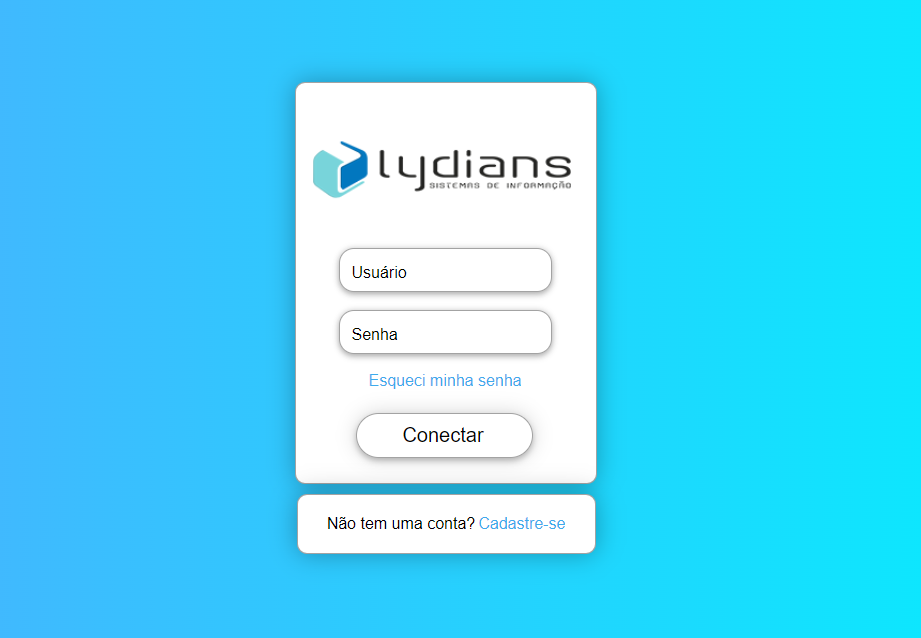 lydians
SISTEMAS DE INFORMAÇÃO
Usuário
Senha
Esqueci minha senha
Conectar
Não tem uma conta? Cadastre-se